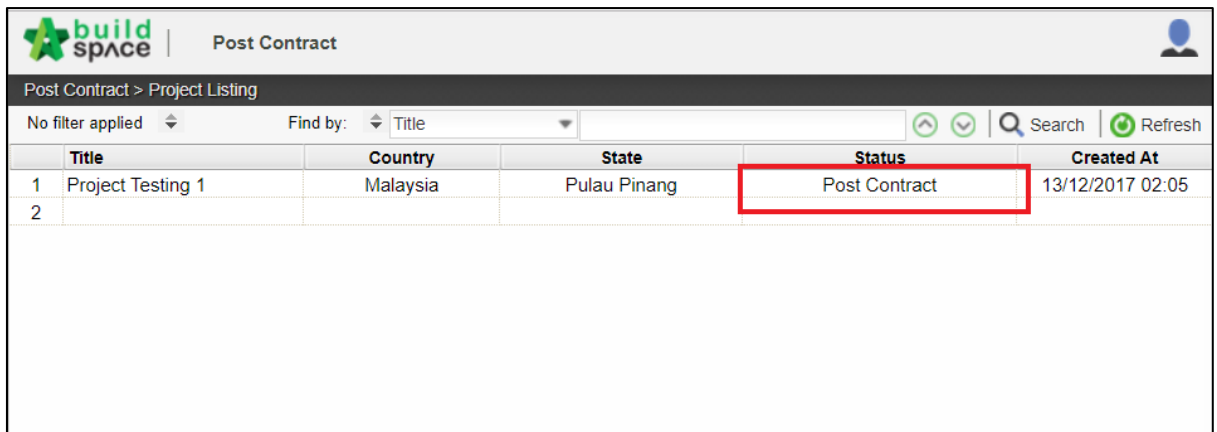 build
space
Post Contract
Post Contract > Project Listing
No filter applied Find by: Title Search Refresh
Title Country State Status Created At
1 Project Testing 1 Malaysia Pulau Pinang Post Contract 13/12/2017 02:05
2